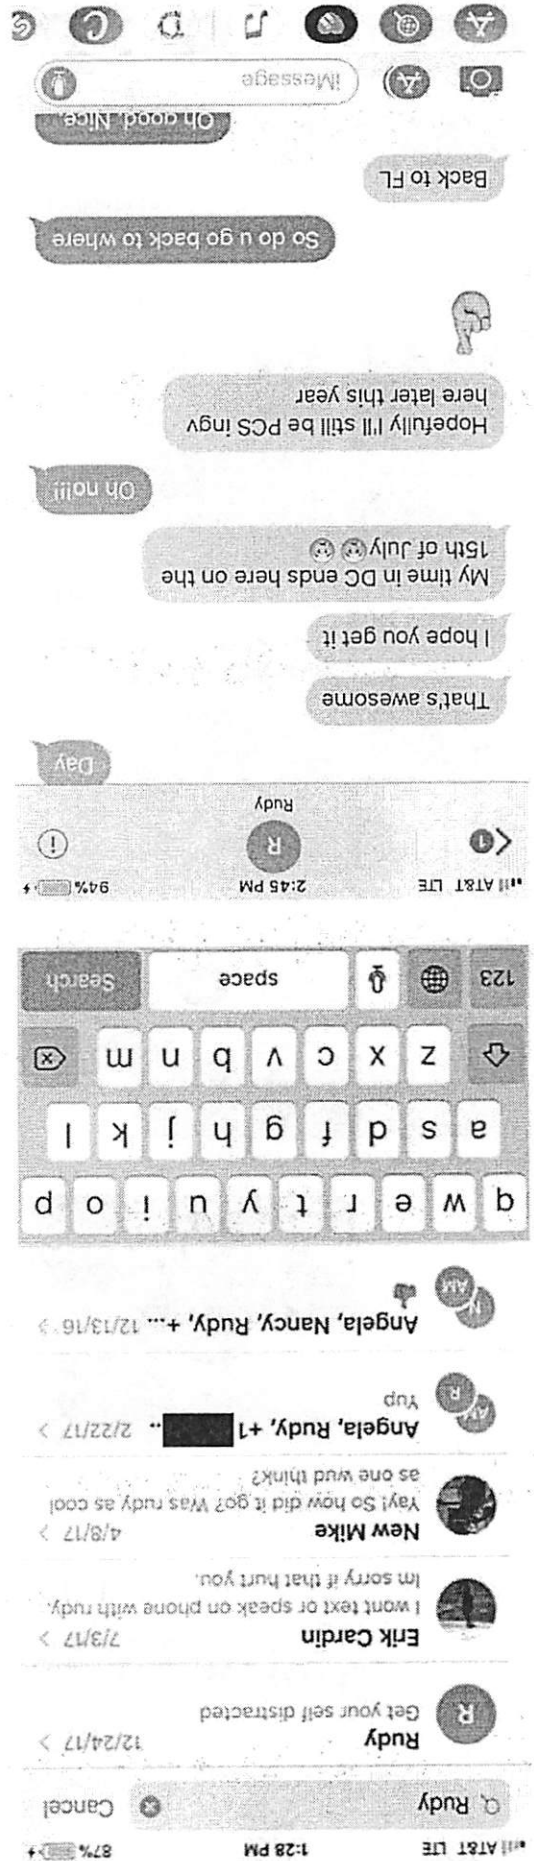 AT&T LTE 1:28 PM 87%
Rudy Cancel
Rudy 12/24/17
Get your self distracted
Erik Cardin 7/3/17
I wont text or speak on phone with rudy.
Im sorry if that hurt you.
New Mike 4/8/17
Yay! So how did it go? Was rudy as cool
as one wud think?
Angela, Rudy, +1 .. 2/22/17
Yup
Angela, Nancy, Rudy, +... 12/13/16
q w e r t y u i o p
a s d f g h j k l
z x c v b n m
123 space Search
AT&T LTE 2:45 PM 94%
1 R i
Rudy
Day
That's awesome
I hope you get it
My time in DC ends here on the
15th of July
Oh no!!!
Hopefully I'll still be PCS ingv
here later this year
So do u go back to where
Back to FL
Oh good. Nice.
iMessage